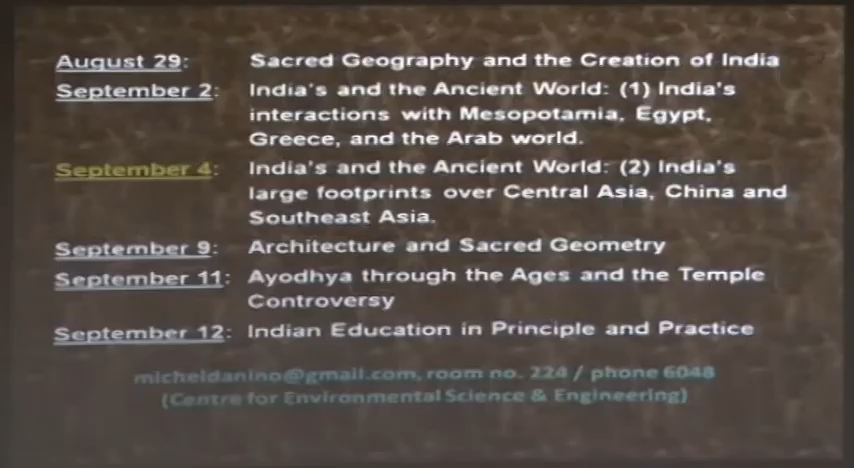 August 29: Sacred Geography and the Creation of India
September 2: India's and the Ancient World: (1) India's
interactions with Mesopotamia, Egypt,
Greece, and the Arab world.
September 4: India's and the Ancient World: (2) India's
large footprints over Central Asia, China and
Southeast Asia.
September 9: Architecture and Sacred Geometry
September 11: Ayodhya through the Ages and the Temple
Controversy
September 12: Indian Education in Principle and Practice
micheldanino@gmail.com, room no. 224 / phone 6048
(Centre for Environmental Science & Engineering)